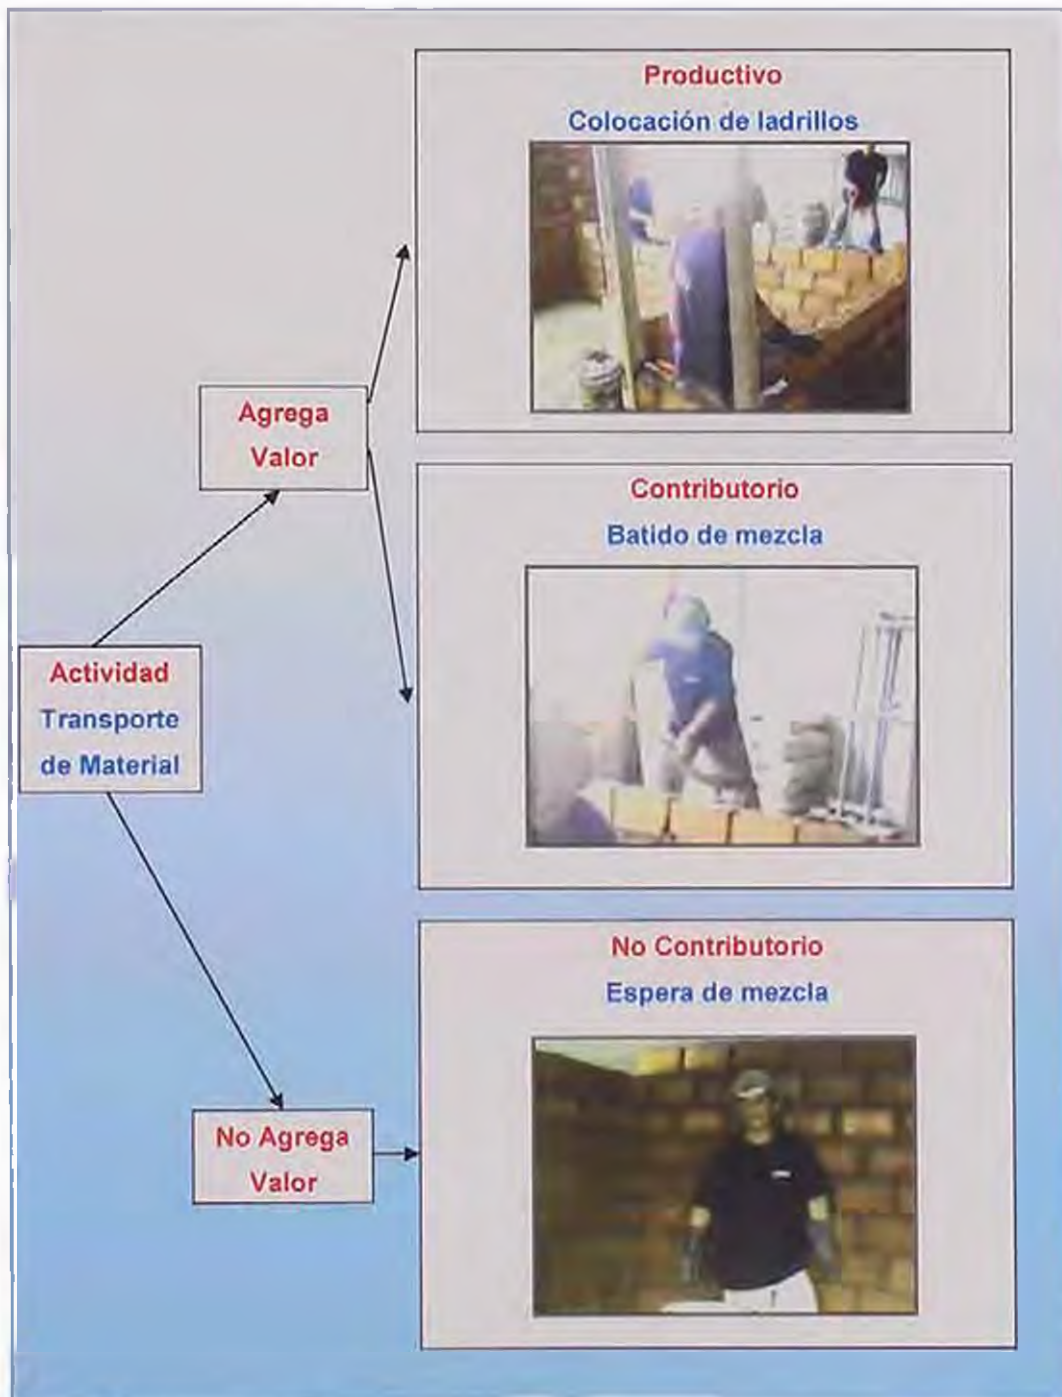 Productivo
Colocación de ladrillos
Agrega
Valor
Contributorio
Batido de mezcla
Actividad
Transporte
de Material
No Contributorio
Espera de mezcla
No Agrega
Valor